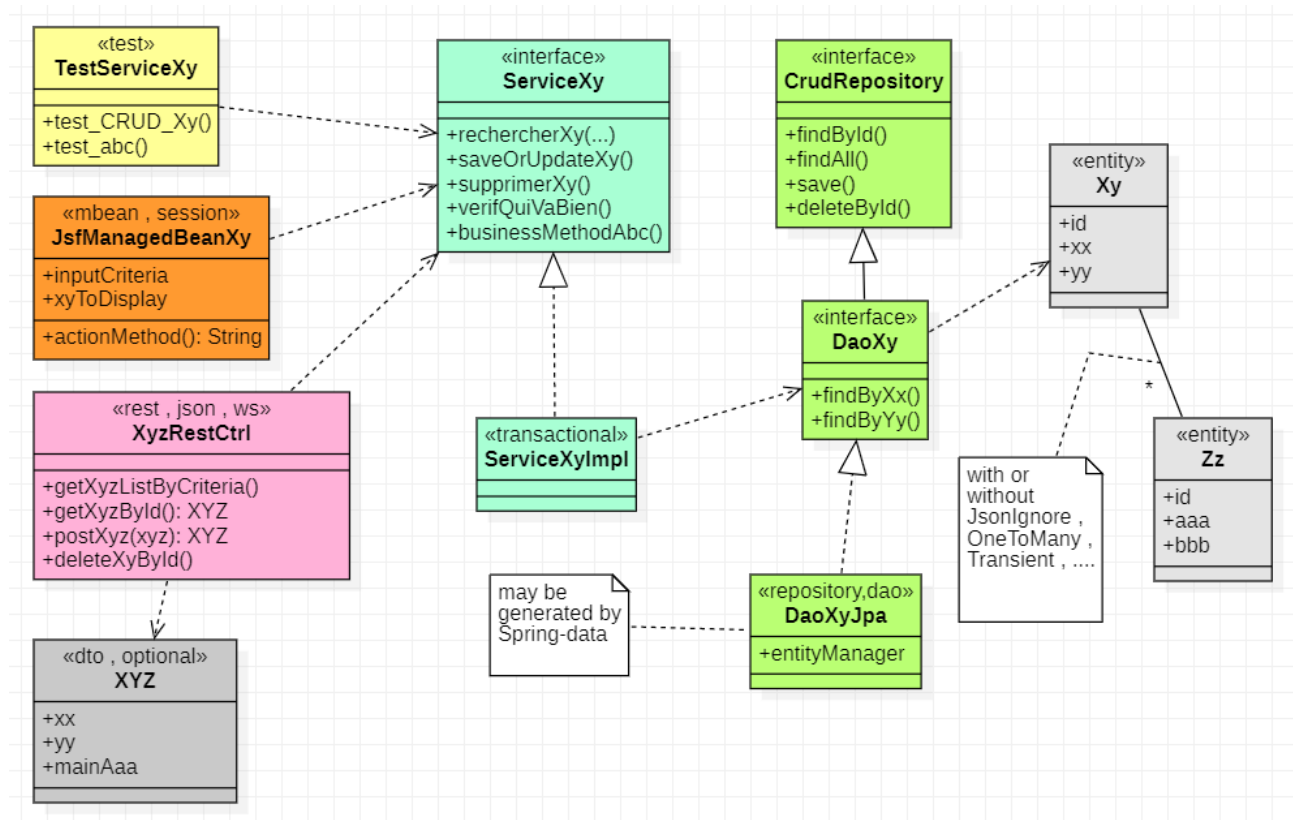 «test»
TestServiceXy
+test_CRUD_Xy()
+test_abc()
«mbean , session»
JsfManagedBeanXy
+inputCriteria
+xyToDisplay
+actionMethod(): String
«rest , json , ws»
XyzRestCtrl
+getXyzListByCriteria()
+getXyzById(): XYZ
+postXyz(xyz): XYZ
+deleteXyById()
«dto , optional»
XYZ
+xx
+yy
+mainAaa
«interface»
ServiceXy
+rechercherXy(...)
+saveOrUpdateXy()
+supprimerXy()
+verifQuiVaBien()
+businessMethodAbc()
«transactional»
ServiceXyImpl
may be
generated by
Spring-data
«interface»
CrudRepository
+findById()
+findAll()
+save()
+deleteById()
«interface»
DaoXy
+findByXx()
+findByYy()
«repository,dao»
DaoXyJpa
+entityManager
«entity»
Xy
+id
+xx
+yy
*
with or
without
JsonIgnore ,
OneToMany ,
Transient , ....
«entity»
Zz
+id
+aaa
+bbb